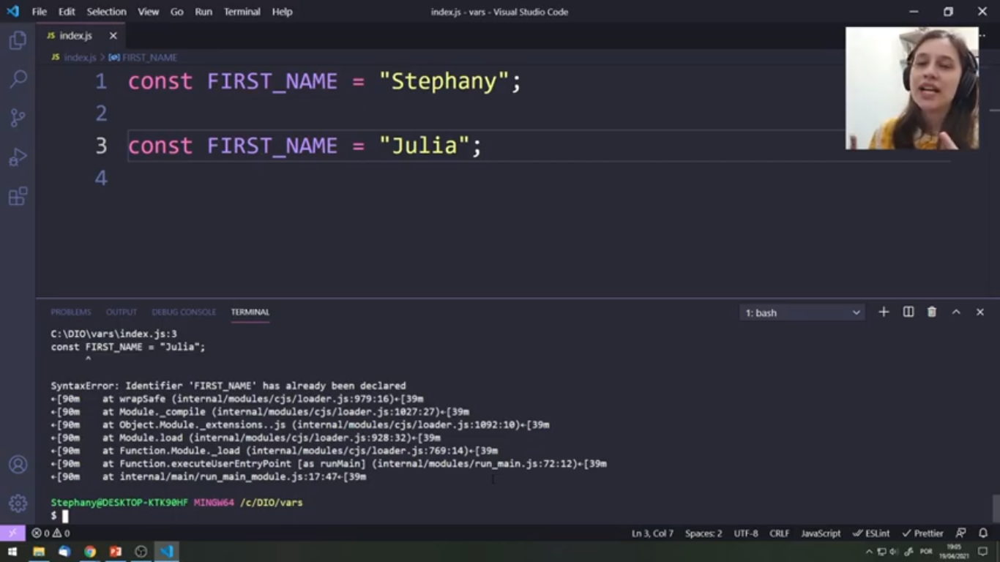 File Edit Selection View Go Run Terminal Help index.js - vars - Visual Studio Code
JS index.js
JS index.js > FIRST_NAME
1 const FIRST_NAME = "Stephany";
2
3 const FIRST_NAME = "Julia";
4
PROBLEMS OUTPUT DEBUG CONSOLE TERMINAL 1: bash
C:\DIO\vars\index.js:3
const FIRST_NAME = "Julia";
^
SyntaxError: Identifier 'FIRST_NAME' has already been declared
←[90m    at wrapSafe (internal/modules/cjs/loader.js:979:16)←[39m
←[90m    at Module._compile (internal/modules/cjs/loader.js:1027:27)←[39m
←[90m    at Object.Module._extensions..js (internal/modules/cjs/loader.js:1092:10)←[39m
←[90m    at Module.load (internal/modules/cjs/loader.js:928:32)←[39m
←[90m    at Function.Module._load (internal/modules/cjs/loader.js:769:14)←[39m
←[90m    at Function.executeUserEntryPoint [as runMain] (internal/modules/run_main.js:72:12)←[39m
←[90m    at internal/main/run_main_module.js:17:47←[39m
Stephany@DESKTOP-KTK90HF MINGW64 /c/DIO/vars
$
0 0 Ln 3, Col 7 Spaces: 2 UTF-8 CRLF JavaScript ESLint Prettier
POR 19:05
19/04/2021